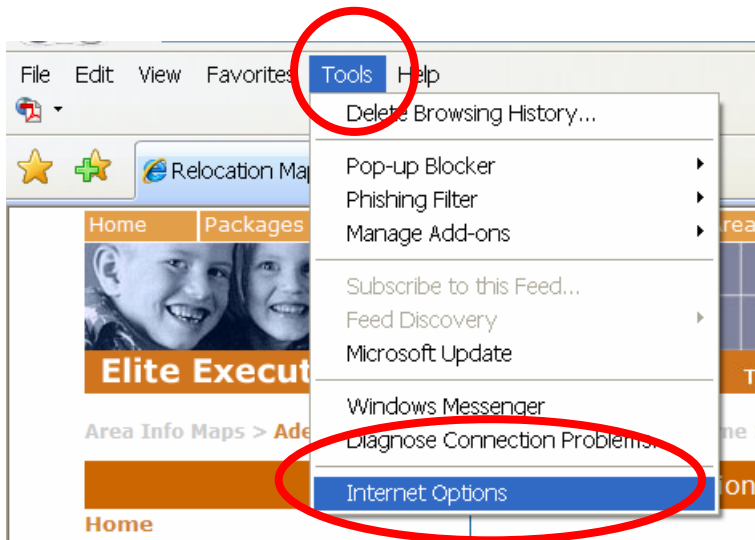 File Edit View Favorites Tools Help
Delete Browsing History...
Relocation Map
Pop-up Blocker
Phishing Filter
Manage Add-ons
Home Packages
Subscribe to this Feed...
Feed Discovery
Microsoft Update
Elite Execut
Windows Messenger
Area Info Maps > Ade
Diagnose Connection Problems...
Internet Options
Home